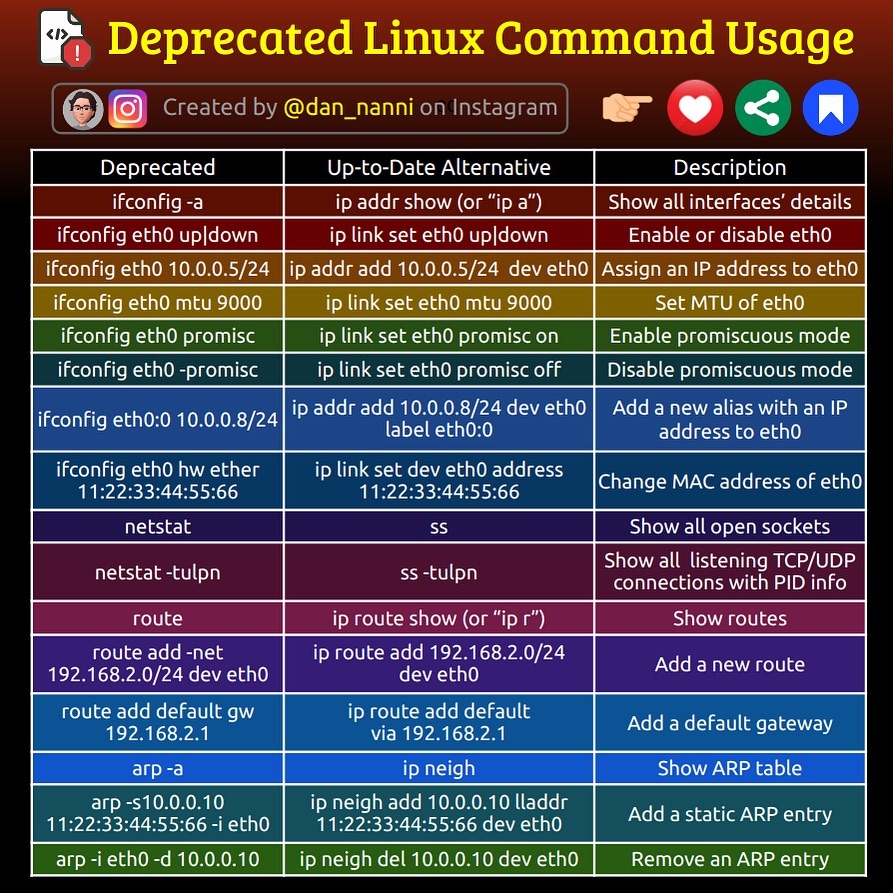 </>
!
Deprecated Linux Command Usage
Created by @dan_nanni on Instagram
Deprecated Up-to-Date Alternative Description
ifconfig -a ip addr show (or “ip a”) Show all interfaces’ details
ifconfig eth0 up|down ip link set eth0 up|down Enable or disable eth0
ifconfig eth0 10.0.0.5/24 ip addr add 10.0.0.5/24 dev eth0 Assign an IP address to eth0
ifconfig eth0 mtu 9000 ip link set eth0 mtu 9000 Set MTU of eth0
ifconfig eth0 promisc ip link set eth0 promisc on Enable promiscuous mode
ifconfig eth0 -promisc ip link set eth0 promisc off Disable promiscuous mode
ifconfig eth0:0 10.0.0.8/24
ip addr add 10.0.0.8/24 dev eth0
label eth0:0
Add a new alias with an IP
address to eth0
ifconfig eth0 hw ether
11:22:33:44:55:66
ip link set dev eth0 address
11:22:33:44:55:66
Change MAC address of eth0
netstat ss Show all open sockets
netstat -tulpn
ss -tulpn
Show all listening TCP/UDP
connections with PID info
route ip route show (or “ip r”) Show routes
route add -net
192.168.2.0/24 dev eth0
ip route add 192.168.2.0/24
dev eth0
Add a new route
route add default gw
192.168.2.1
ip route add default
via 192.168.2.1
Add a default gateway
arp -a ip neigh Show ARP table
arp -s10.0.0.10
11:22:33:44:55:66 -i eth0
ip neigh add 10.0.0.10 lladdr
11:22:33:44:55:66 dev eth0
Add a static ARP entry
arp -i eth0 -d 10.0.0.10 ip neigh del 10.0.0.10 dev eth0 Remove an ARP entry